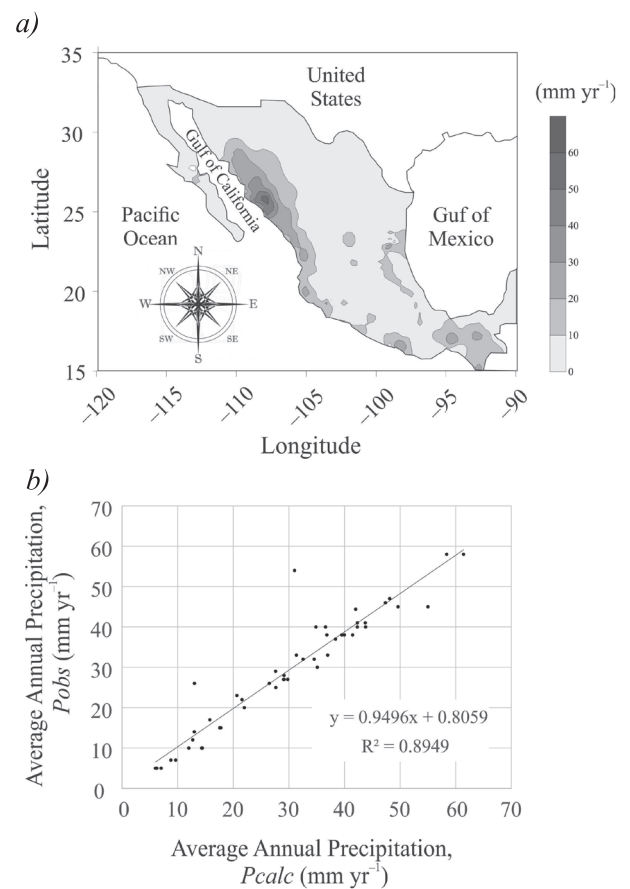 a)
35
30
25
20
15
Latitude
United
States
Gulf of California
Pacific
Ocean
Guf of
Mexico
N
NW
NE
W
E
SW
SE
S
(mm yr⁻¹)
60
50
40
30
20
10
0
–120
–115
–110
–105
–100
–95
–90
Longitude
b)
Average Annual Precipitation,
Pobs (mm yr⁻¹)
70
60
50
40
30
20
10
0
y = 0.9496x + 0.8059
R² = 0.8949
0 10 20 30 40 50 60 70
Average Annual Precipitation,
Pcalc (mm yr⁻¹)